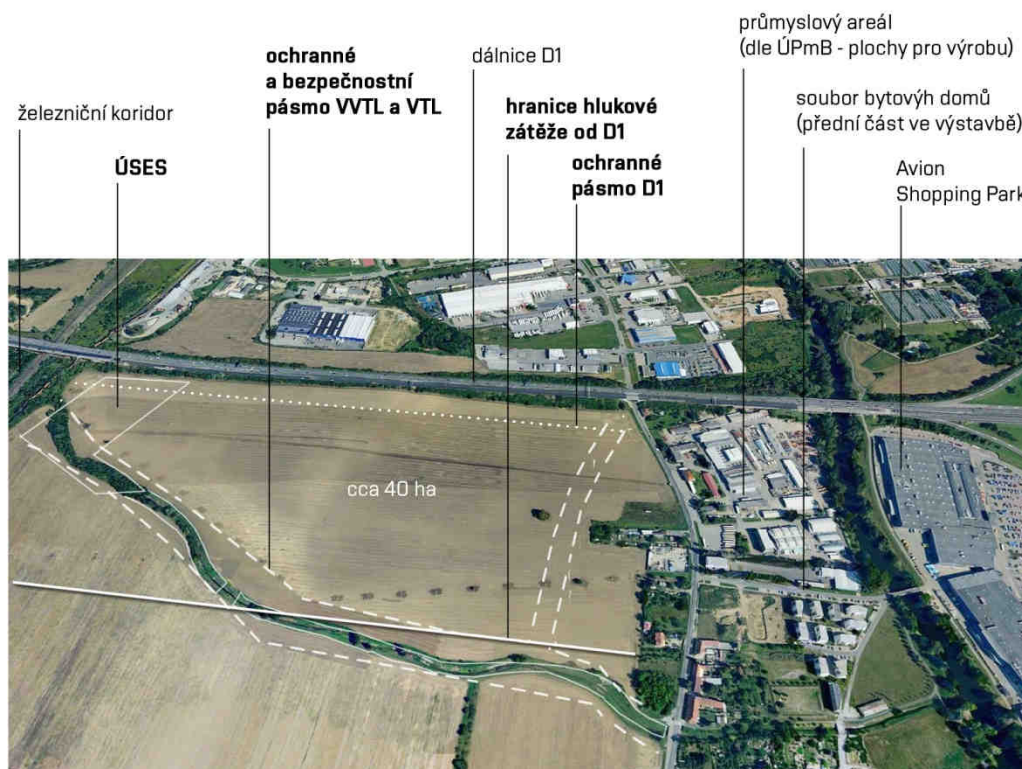 železniční koridor
ÚSES
ochranné
a bezpečnostní
pásmo VVTL a VTL
dálnice D1
hranice hlukové
zátěže od D1
ochranné
pásmo D1
průmyslový areál
(dle ÚPmB - plochy pro výrobu)
soubor bytovýh domů
(přední část ve výstavbě)
Avion
Shopping Park
cca 40 ha